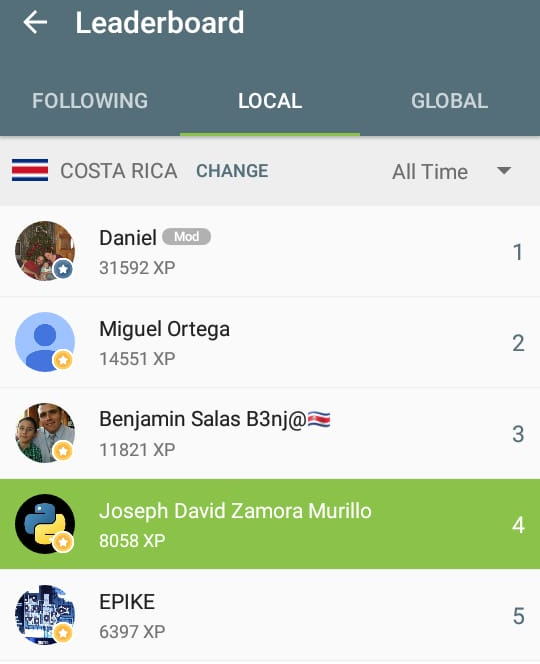 Leaderboard
FOLLOWING LOCAL GLOBAL
COSTA RICA CHANGE All Time
Daniel Mod
31592 XP
1
Miguel Ortega
14551 XP
2
Benjamin Salas B3nj@🇨🇷
11821 XP
3
Joseph David Zamora Murillo
8058 XP
4
EPIKE
6397 XP
5